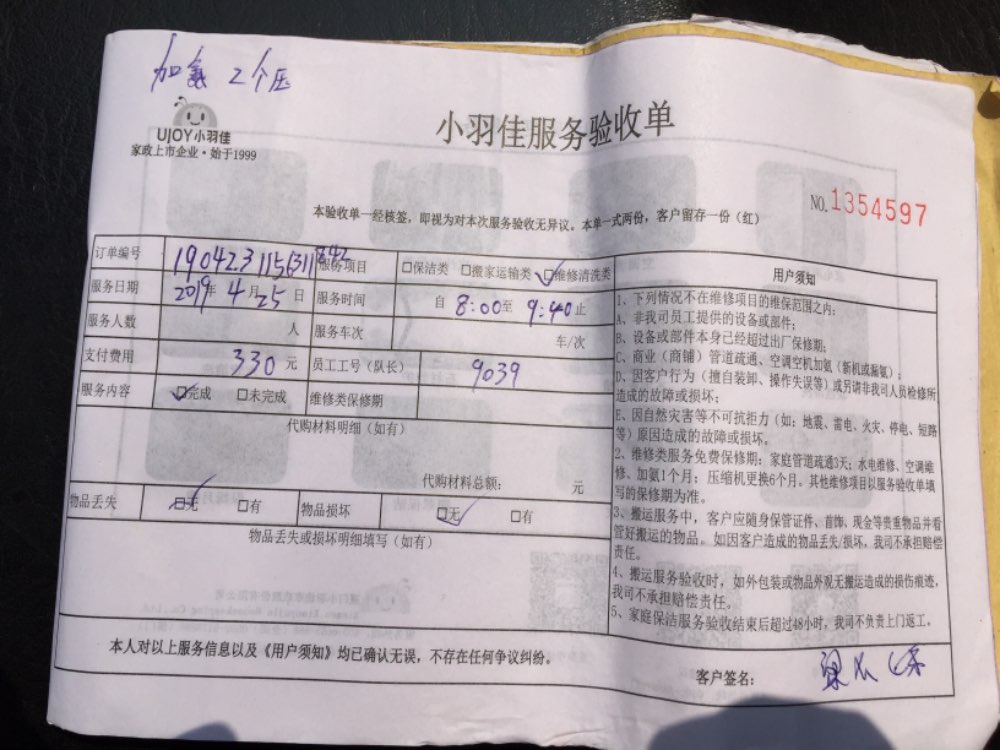 加氨 2个压
UJOY小羽佳
家政上市企业·始于1999
小羽佳服务验收单
NO.1354597
本验收单一经核签，即视为对本次服务验收无异议。本单一式两份，客户留存一份（红）
订单编号 190423115631842 服务项目 □保洁类 □搬家运输类 □维修清洗类
服务日期 2019年 4月25日 服务时间 自 8:00至 9:40止
服务人数 人 服务车次 车/次
支付费用 330 元 员工工号（队长） 9039
服务内容 □完成 □未完成 维修类保修期
代购材料明细（如有）
代购材料总额： 元
物品丢失 □无 □有 物品损坏 □无 □有
物品丢失或损坏明细填写（如有）
用户须知
1、下列情况不在维修项目的维保范围之内：
A、非我司员工提供的设备或部件；
B、设备或部件本身已经超过出厂保修期；
C、商业（商铺）管道疏通、空调空机加氨（新机或漏氟）；
D、因客户行为（擅自装卸、操作失误等）或另请非我司人员检修所
造成的故障或损坏；
E、因自然灾害等不可抗拒力（如：地震、雷电、火灾、停电、短路
等）原因造成的故障或损坏。
2、维修类服务免费保修期：家庭管道疏通3天；水电维修、空调维
修、加氨1个月；压缩机更换6个月。其他维修项目以服务验收单填
写的保修期为准。
3、搬运服务中，客户应随身保管证件、首饰、现金等贵重物品并看
管好搬运的物品。如因客户造成的物品丢失/损坏，我司不承担赔偿
责任。
4、搬运服务验收时，如外包装或物品外观无搬运造成的损伤痕迹，
我司不承担赔偿责任。
5、家庭保洁服务验收结束后超过48小时，我司不负责上门返工。
本人对以上服务信息以及《用户须知》均已确认无误，不存在任何争议纠纷。
客户签名：